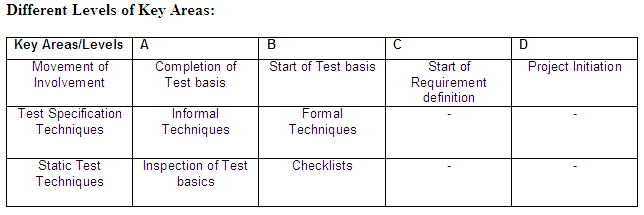 Different Levels of Key Areas:
Key Areas/Levels A B C D
Movement of Involvement Completion of Test basis Start of Test basis Start of Requirement definition Project Initiation
Test Specification Techniques Informal Techniques Formal Techniques - -
Static Test Techniques Inspection of Test basics Checklists - -